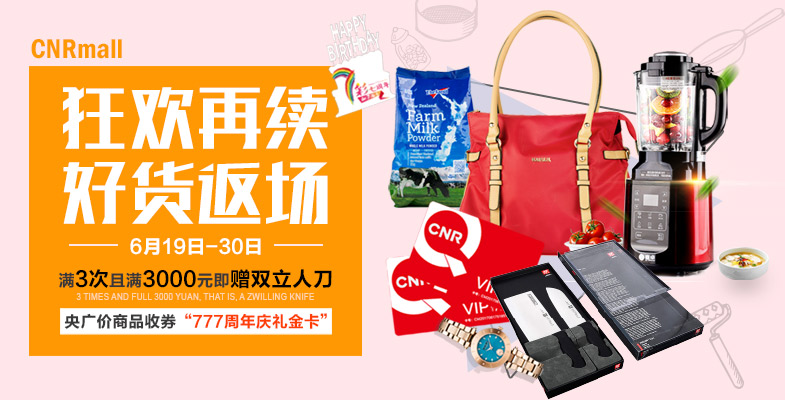 CNRmall
狂欢再续
好货返场
6月19日-30日
满3次且满3000元即赠双立人刀
3 TIMES AND FULL 3000 YUAN, THAT IS, A ZWILLING KNIFE
央广价商品收券“777周年庆礼金卡”
HAPPY
BIRTHDAY
New Zealand
Farm
Milk
Powder
CNR
VIP
CNR
VIP